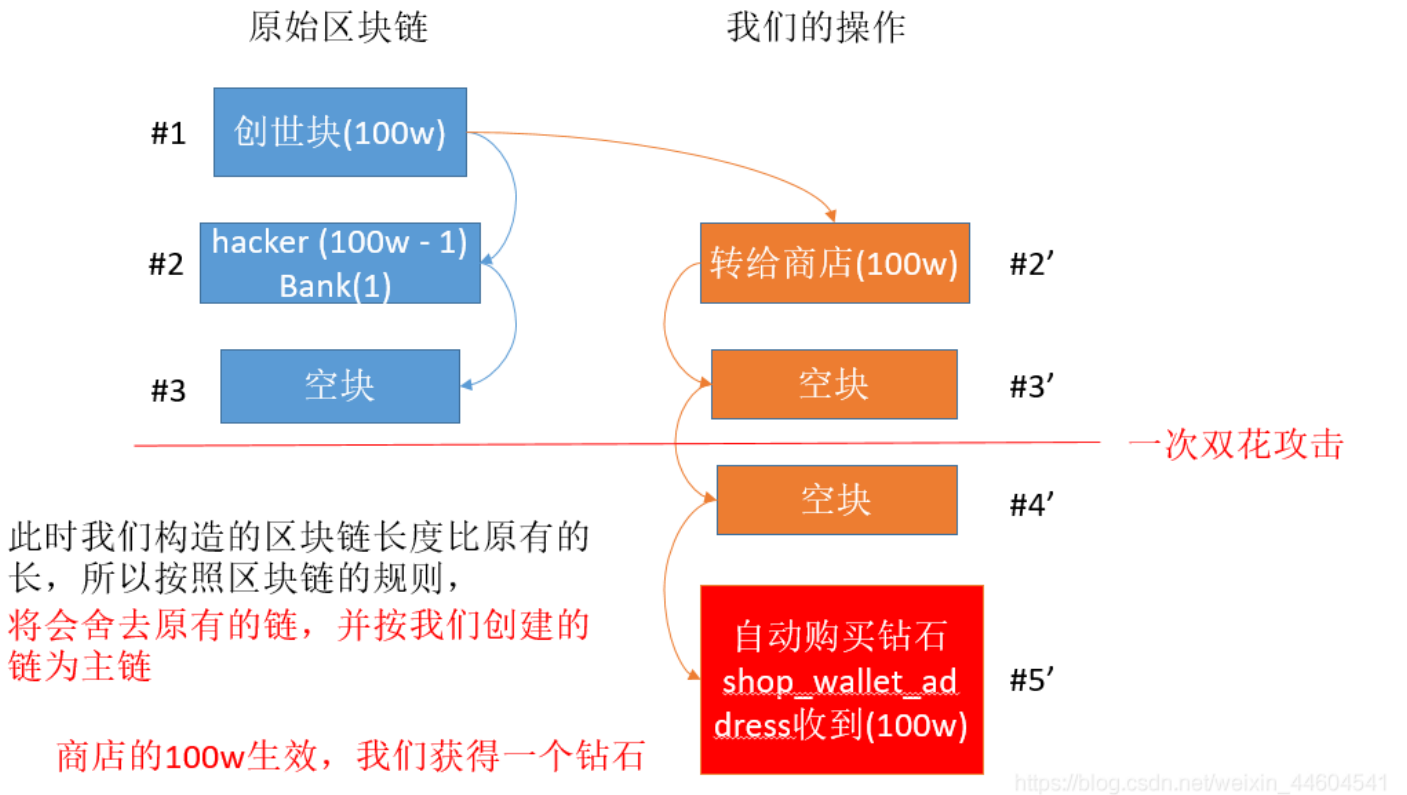 原始区块链
我们的操作
#1
创世块(100w)
#2
hacker (100w - 1)
Bank(1)
转给商店(100w)
#2’
#3
空块
空块
#3’
一次双花攻击
空块
#4’
此时我们构造的区块链长度比原有的
长，所以按照区块链的规则，
将会舍去原有的链，并按我们创建的
链为主链
自动购买钻石
shop_wallet_ad
dress收到(100w)
#5’
商店的100w生效，我们获得一个钻石
https://blog.csdn.net/weixin_44604541